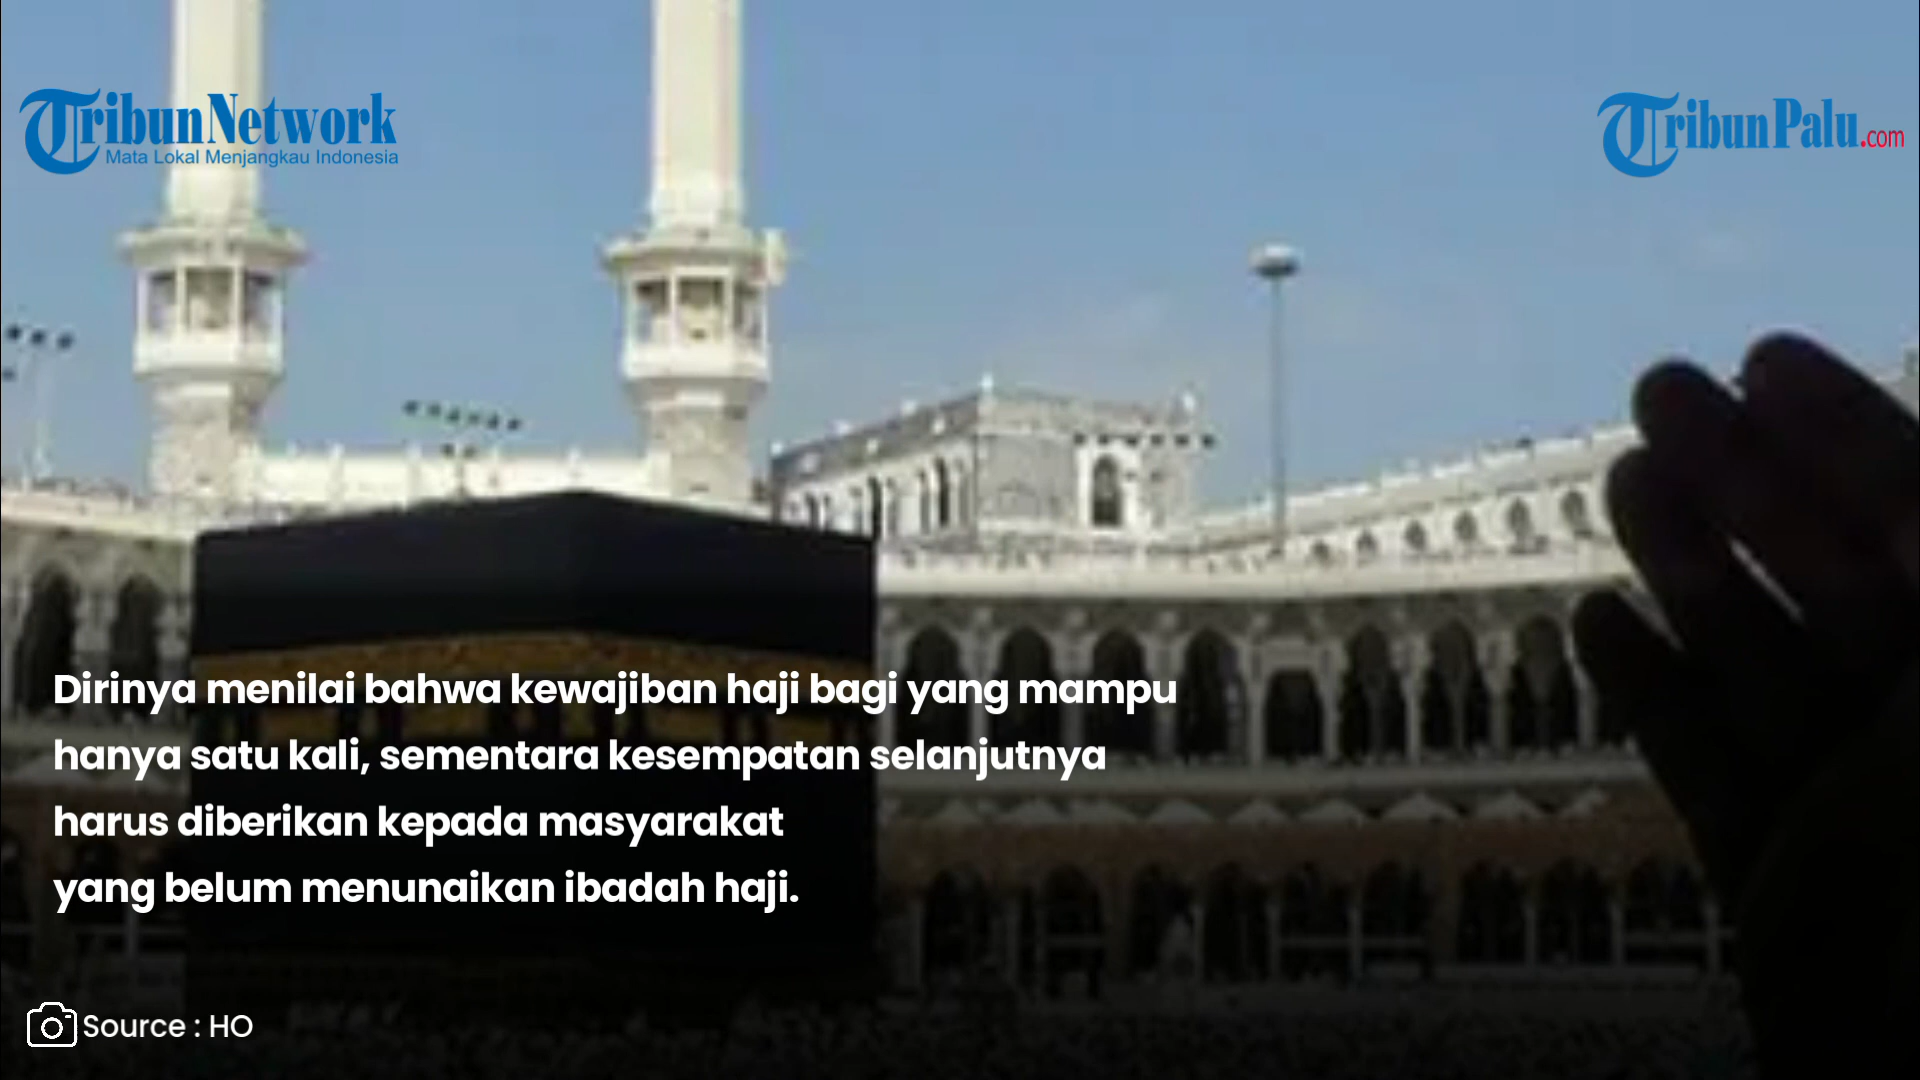 TribunNetwork
Mata Lokal Menjangkau Indonesia
TribunPalu.com
Dirinya menilai bahwa kewajiban haji bagi yang mampu
hanya satu kali, sementara kesempatan selanjutnya
harus diberikan kepada masyarakat
yang belum menunaikan ibadah haji.
Source : HO